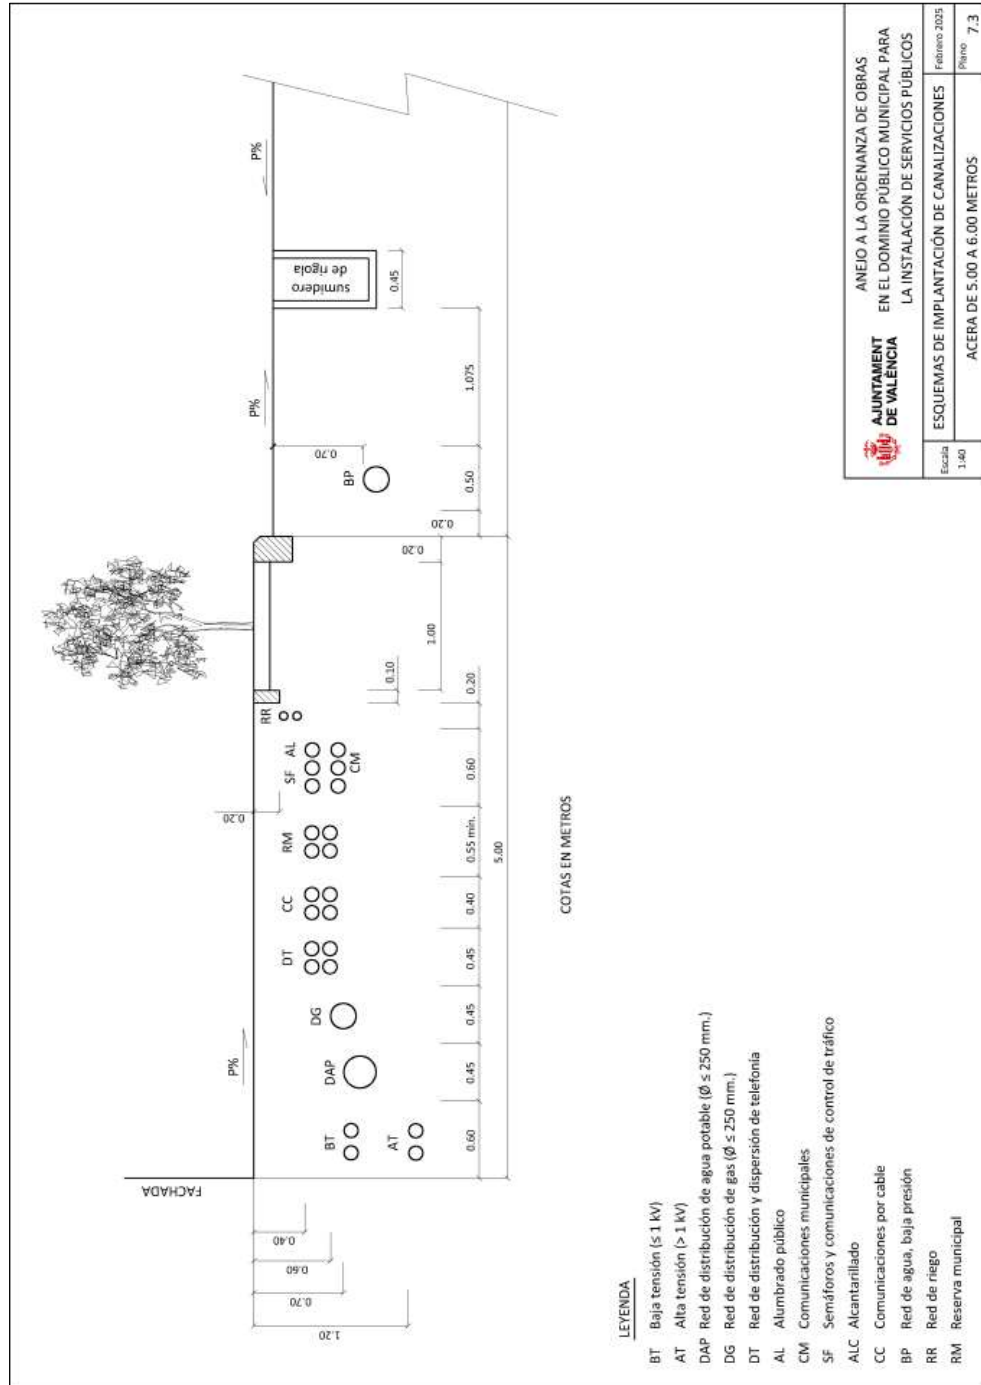 FACHADA
P%
P%
P%
BT
AT
DAP
DG
DT
CC
RM
SF
AL
CM
RR
BP
sumidero
de rigola
0.40
0.60
0.70
1.20
0.20
0.10
1.00
0.20
0.20
0.70
0.45
0.60
0.45
0.45
0.45
0.40
0.55 min.
0.60
0.20
0.50
1.075
5.00
COTAS EN METROS
LEYENDA
BT Baja tensión (≤ 1 kV)
AT Alta tensión (> 1 kV)
DAP Red de distribución de agua potable (Ø ≤ 250 mm.)
DG Red de distribución de gas (Ø ≤ 250 mm.)
DT Red de distribución y dispersión de telefonía
AL Alumbrado público
CM Comunicaciones municipales
SF Semáforos y comunicaciones de control de tráfico
ALC Alcantarillado
CC Comunicaciones por cable
BP Red de agua, baja presión
RR Red de riego
RM Reserva municipal
AJUNTAMENT
DE VALÈNCIA
ANEJO A LA ORDENANZA DE OBRAS
EN EL DOMINIO PÚBLICO MUNICIPAL PARA
LA INSTALACIÓN DE SERVICIOS PÚBLICOS
Escala
1:40
ESQUEMAS DE IMPLANTACIÓN DE CANALIZACIONES
Febrero 2025
ACERA DE 5.00 A 6.00 METROS
Plano 7.3